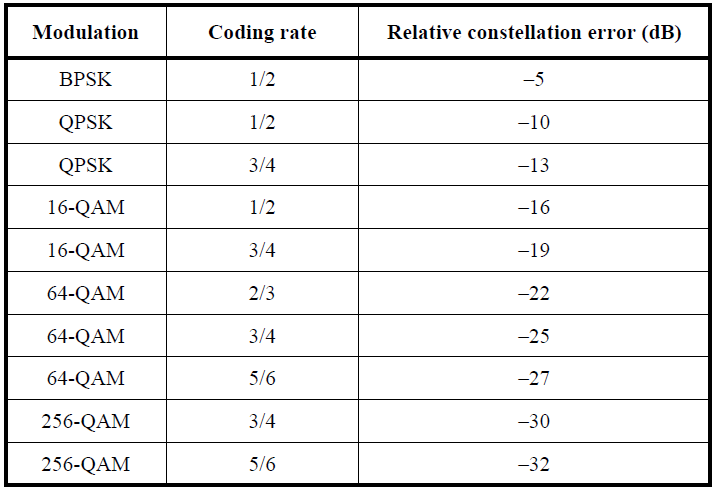 Modulation Coding rate Relative constellation error (dB)
BPSK 1/2 –5
QPSK 1/2 –10
QPSK 3/4 –13
16-QAM 1/2 –16
16-QAM 3/4 –19
64-QAM 2/3 –22
64-QAM 3/4 –25
64-QAM 5/6 –27
256-QAM 3/4 –30
256-QAM 5/6 –32